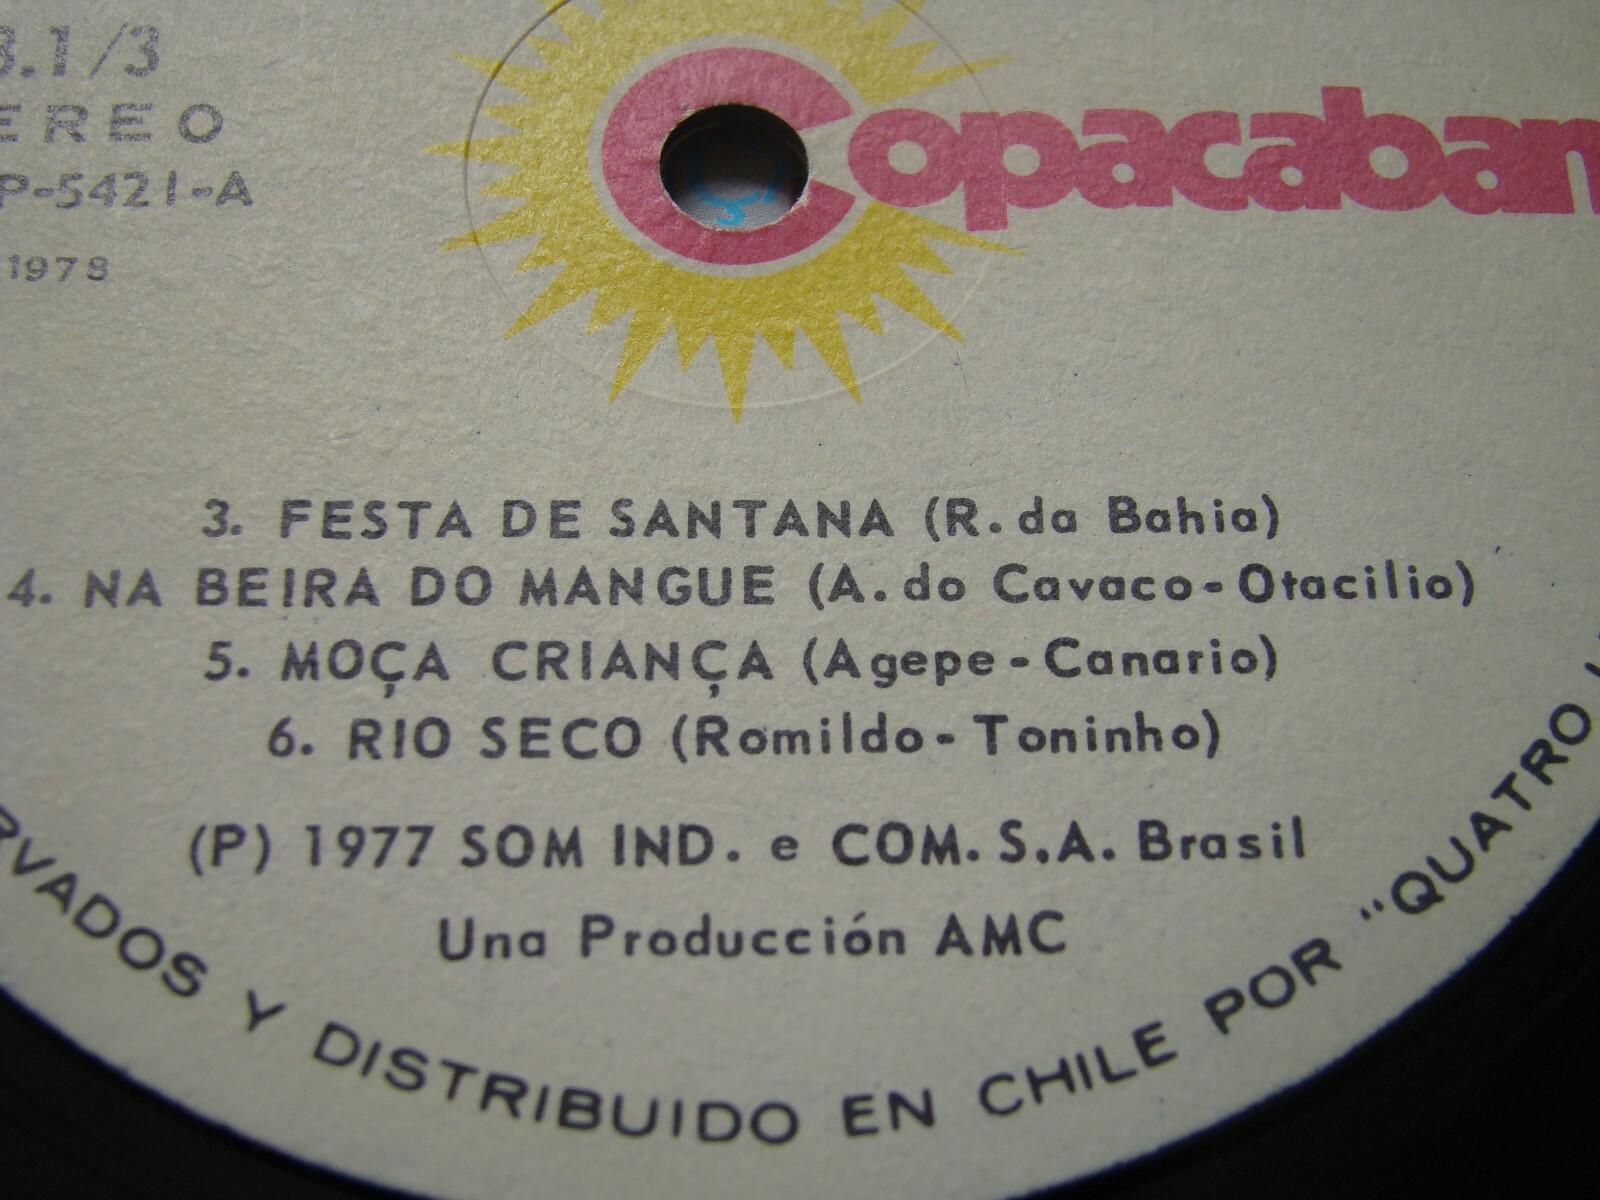 3.1/3
EREO
P-5421-A
1978
Copacaban
3. FESTA DE SANTANA (R. da Bahia)
4. NA BEIRA DO MANGUE (A. do Cavaco-Otacilio)
5. MOÇA CRIANÇA (Agepe-Canario)
6. RIO SECO (Romildo-Toninho)
(P) 1977 SOM IND. e COM. S.A. Brasil
Una Producción AMC
RVADOS Y DISTRIBUIDO EN CHILE POR "QUATRO